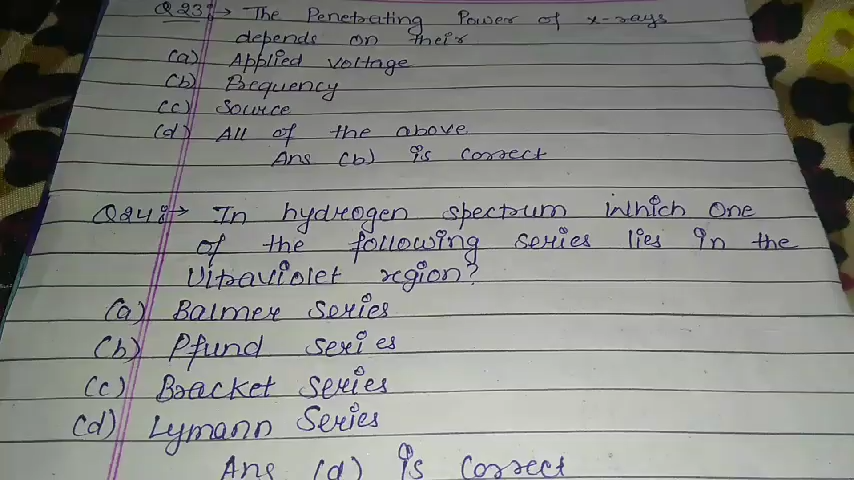 Q23:→ The Penetrating Power of x-rays
depends on their
(a) Applied voltage
(b) Frequency
(c) Source
(d) All of the above
Ans (b) is correct
Q24:→ In hydrogen spectrum which one
of the following series lies in the
Ultraviolet region?
(a) Balmer series
(b) Pfund series
(c) Bracket series
(d) Lymann Series
Ans (d) is correct